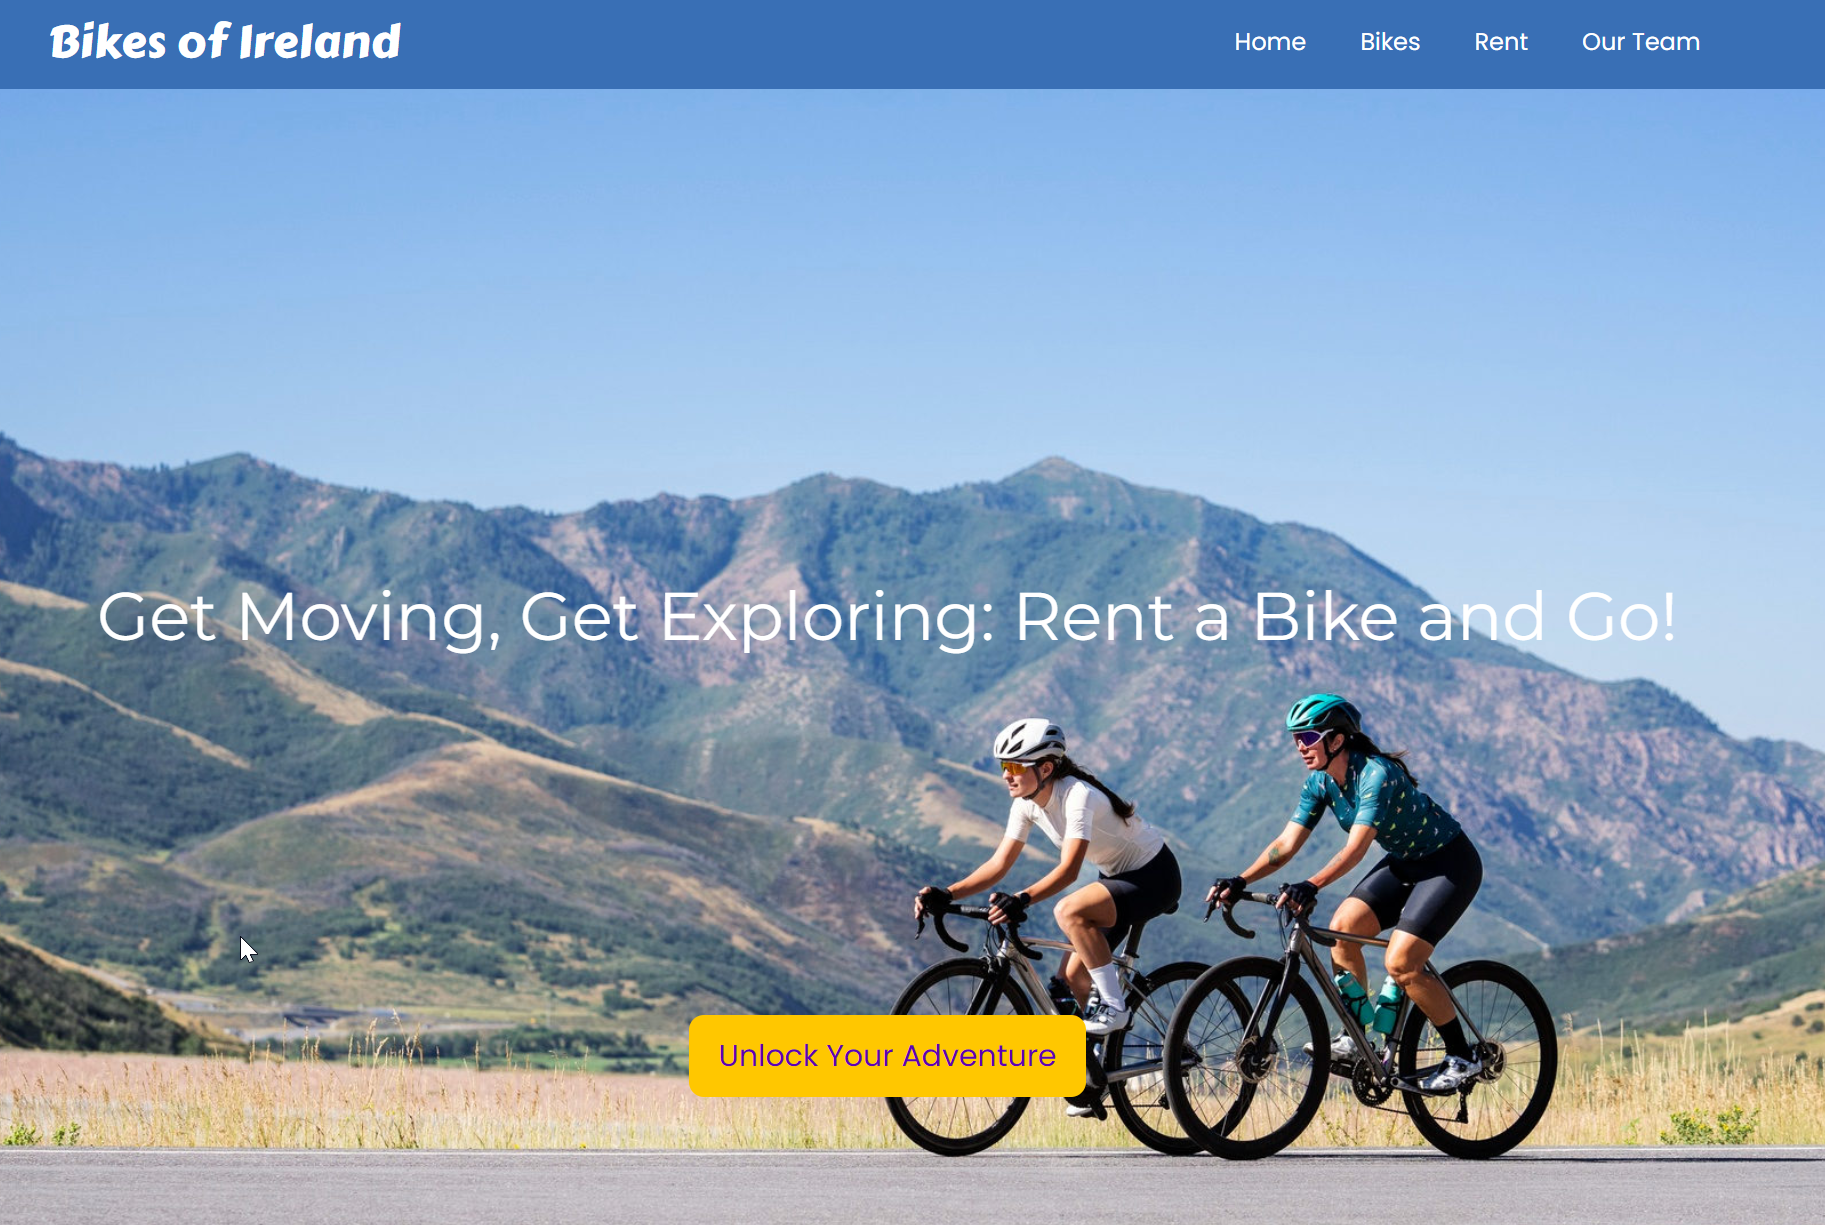 Bikes of Ireland
Home Bikes Rent Our Team
Get Moving, Get Exploring: Rent a Bike and Go!
Unlock Your Adventure